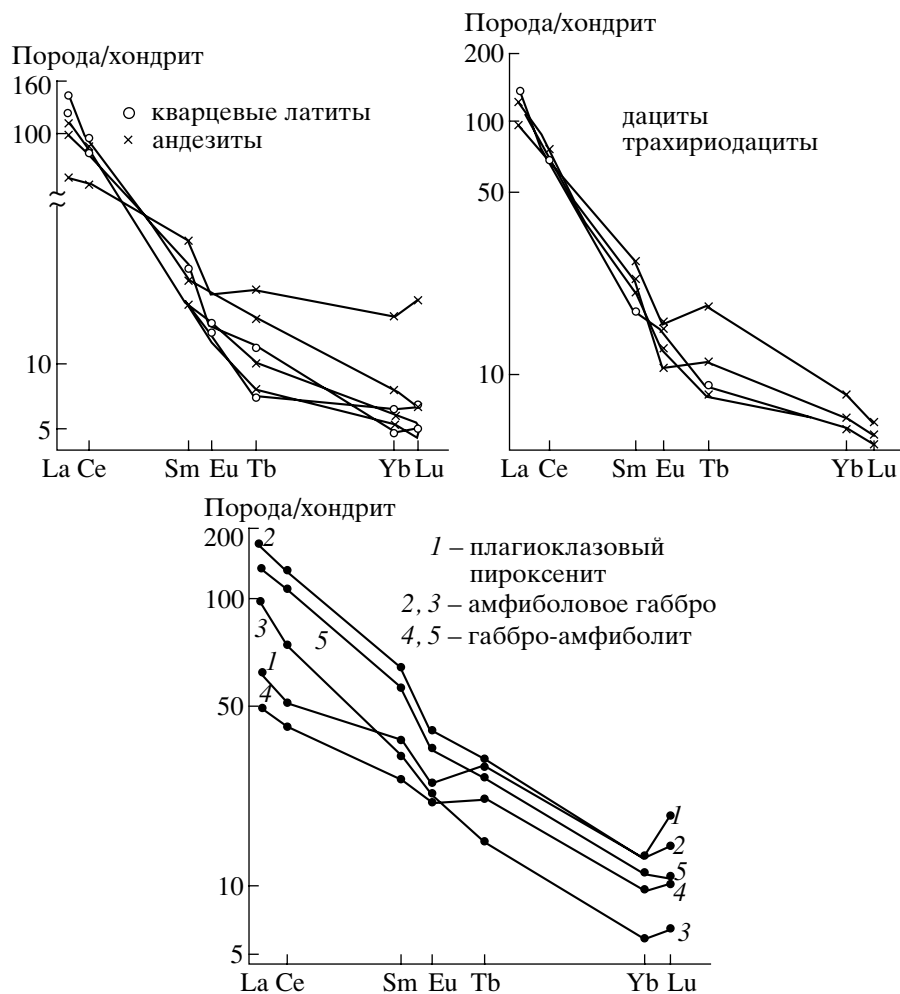 Порода/хондрит
160
100
10
5
≈
○ кварцевые латиты
× андезиты
La Ce Sm Eu Tb Yb Lu
Порода/хондрит
200
100
50
10
дациты
трахириодациты
La Ce Sm Eu Tb Yb Lu
Порода/хондрит
200
100
50
10
5
1 – плагиоклазовый
пироксенит
2, 3 – амфиболовое габбро
4, 5 – габбро-амфиболит
2
3
5
1
4
1
2
5
4
3
La Ce Sm Eu Tb Yb Lu